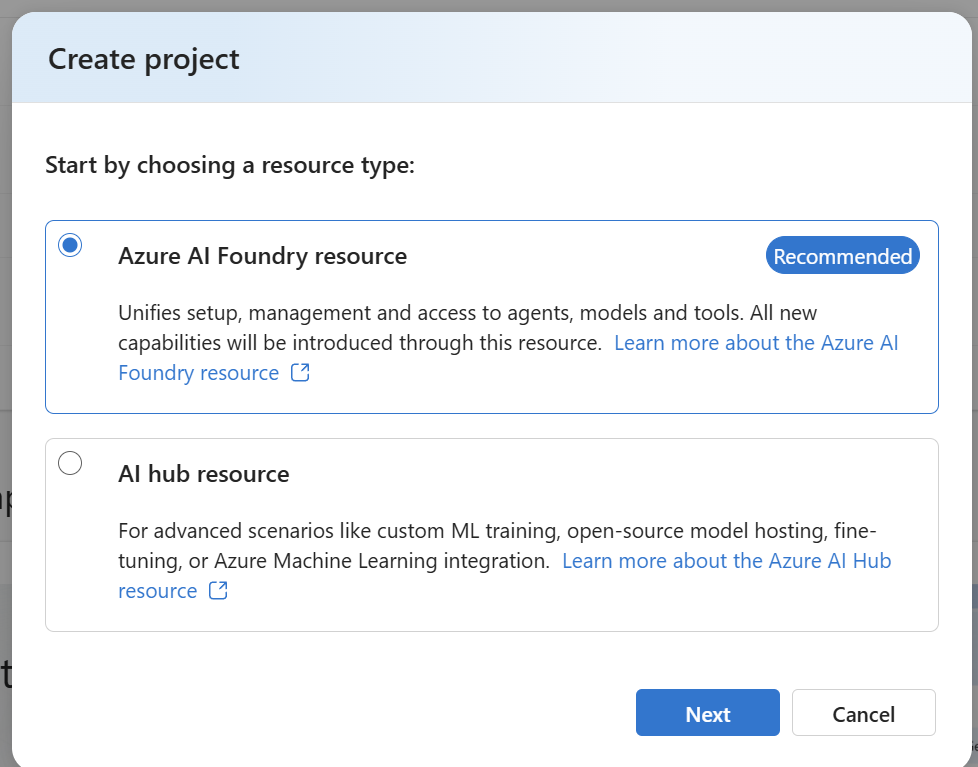 Create project
Start by choosing a resource type:
Azure AI Foundry resource
Recommended
Unifies setup, management and access to agents, models and tools. All new
capabilities will be introduced through this resource. Learn more about the Azure AI
Foundry resource
AI hub resource
For advanced scenarios like custom ML training, open-source model hosting, fine-
tuning, or Azure Machine Learning integration. Learn more about the Azure AI Hub
resource
Next
Cancel